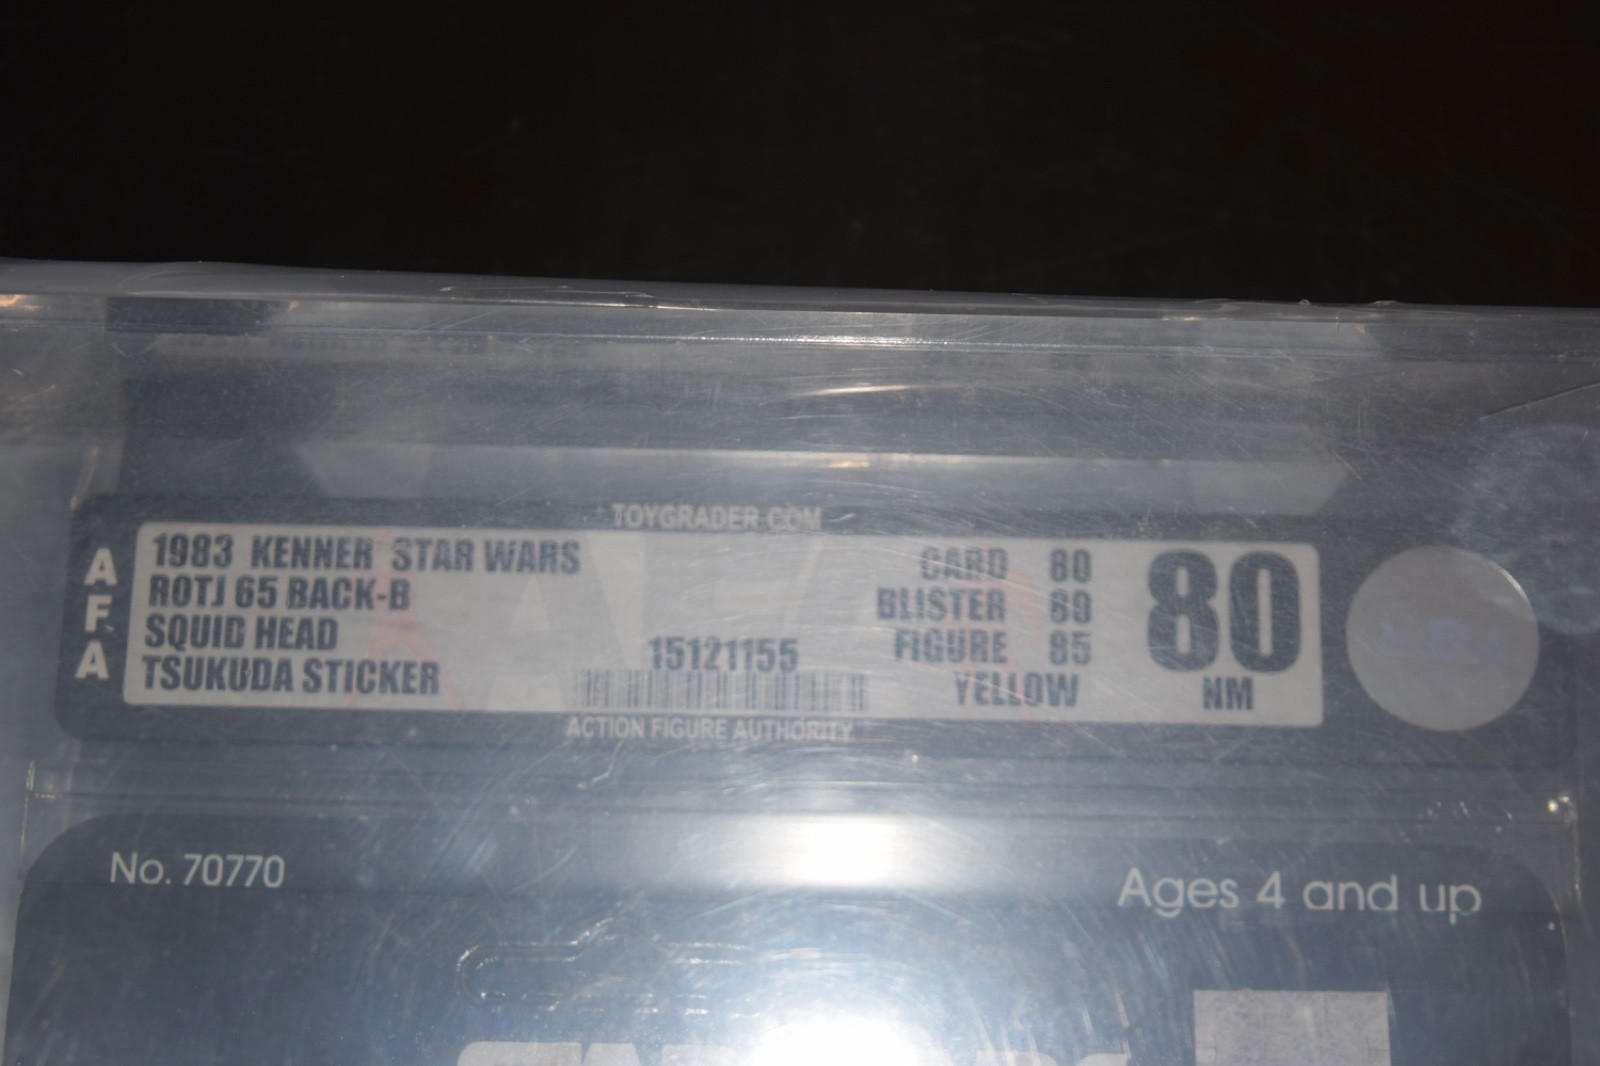 TOYGRADER.COM
AFA
1983 KENNER STAR WARS
ROTJ 65 BACK-B
SQUID HEAD
TSUKUDA STICKER
15121155
CARD 80
BLISTER 80
FIGURE 85
YELLOW
80
NM
ACTION FIGURE AUTHORITY
No. 70770
Ages 4 and up